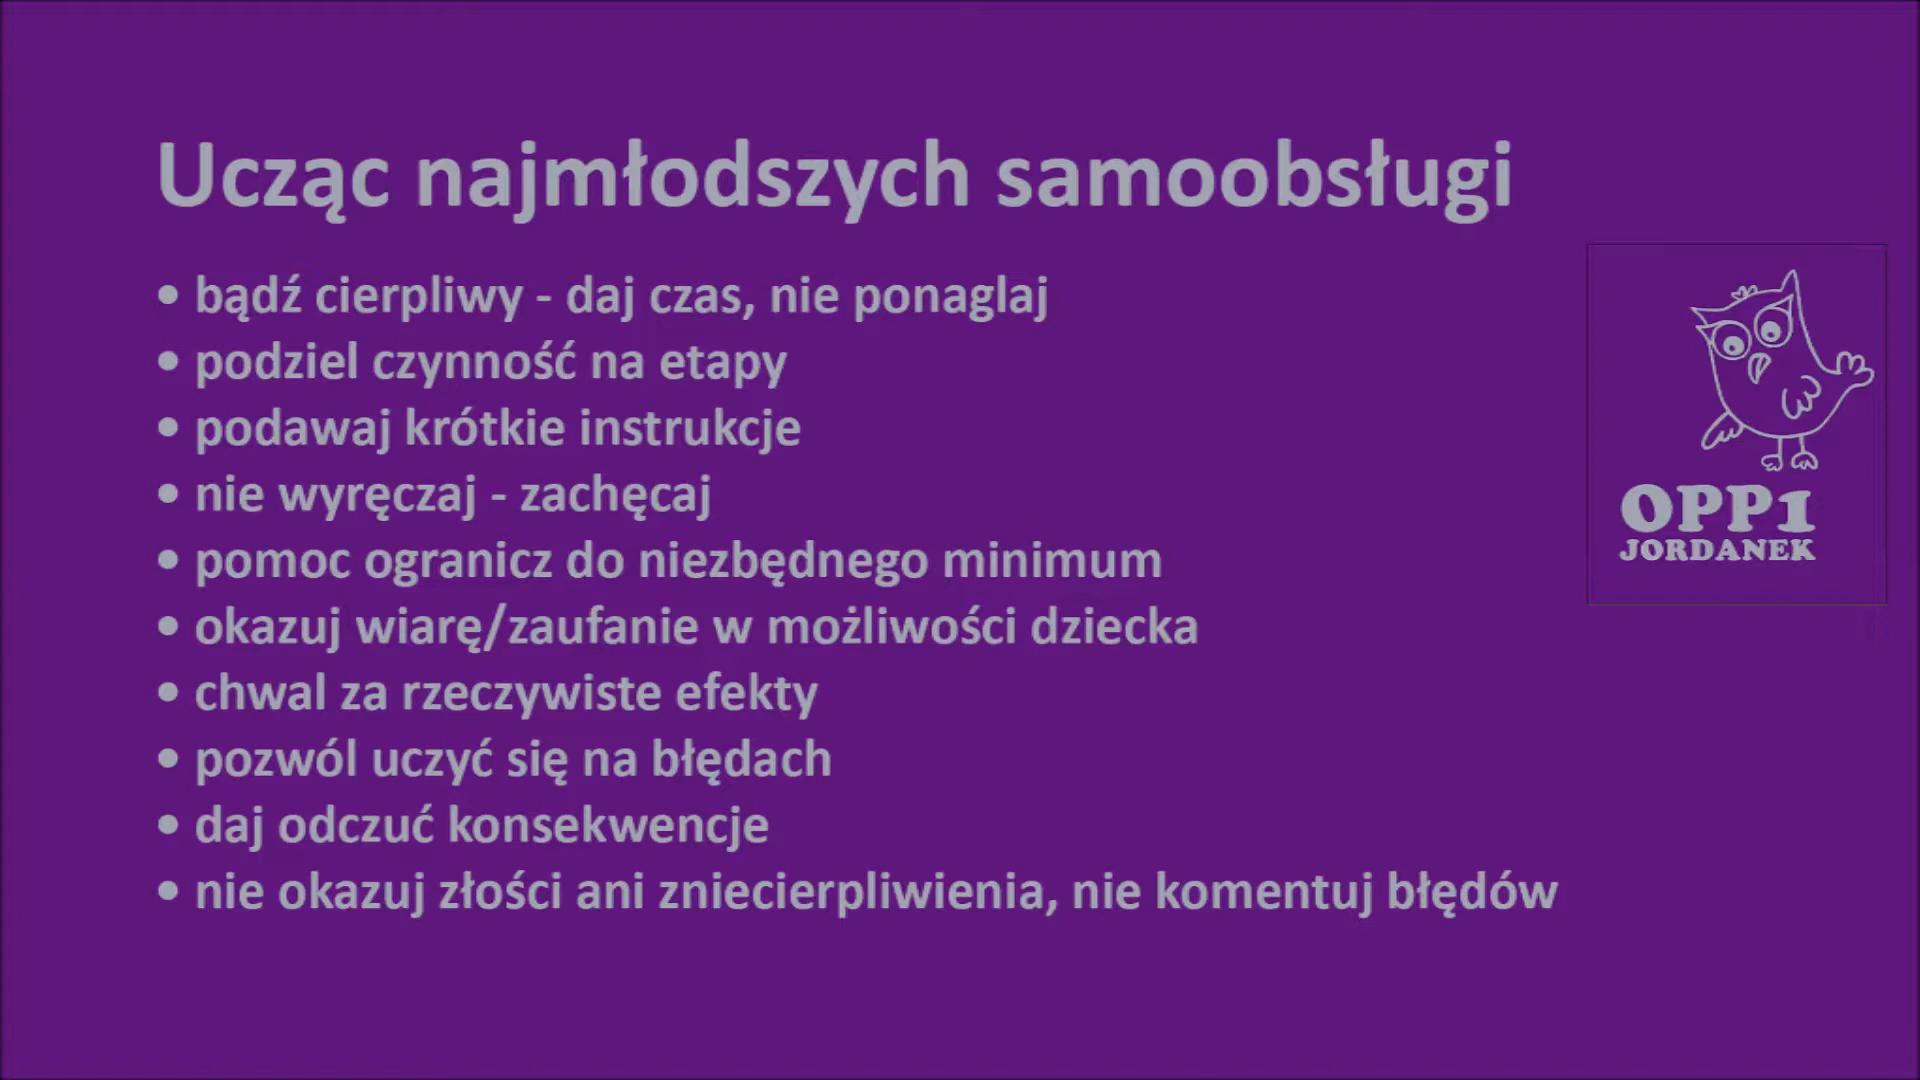 Ucząc najmłodszych samoobsługi
• bądź cierpliwy - daj czas, nie ponaglaj
• podziel czynność na etapy
• podawaj krótkie instrukcje
• nie wyręczaj - zachęcaj
• pomoc ogranicz do niezbędnego minimum
• okazuj wiarę/zaufanie w możliwości dziecka
• chwal za rzeczywiste efekty
• pozwól uczyć się na błędach
• daj odczuć konsekwencje
• nie okazuj złości ani zniecierpliwienia, nie komentuj błędów
OPP1
JORDANEK